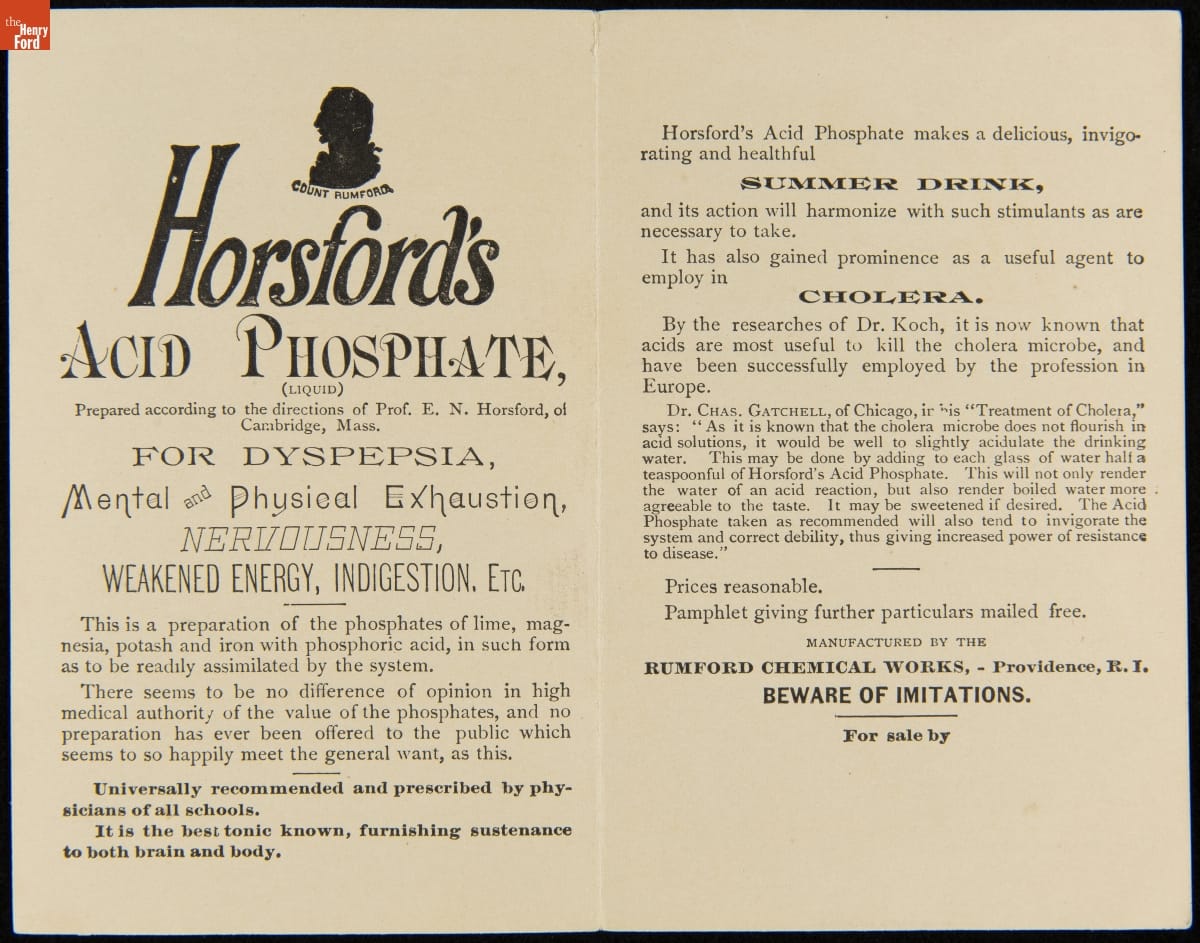 the
Henry
Ford
COUNT RUMFORD.
Horsford's
ACID PHOSPHATE,
(LIQUID)
Prepared according to the directions of Prof. E. N. Horsford, of
Cambridge, Mass.
FOR DYSPEPSIA,
Mental and Physical Exhaustion,
NERVOUSNESS,
WEAKENED ENERGY, INDIGESTION, ETC.
This is a preparation of the phosphates of lime, mag-
nesia, potash and iron with phosphoric acid, in such form
as to be readily assimilated by the system.
There seems to be no difference of opinion in high
medical authority of the value of the phosphates, and no
preparation has ever been offered to the public which
seems to so happily meet the general want, as this.
Universally recommended and prescribed by phy-
sicians of all schools.
It is the best tonic known, furnishing sustenance
to both brain and body.
Horsford's Acid Phosphate makes a delicious, invigo-
rating and healthful
SUMMER DRINK,
and its action will harmonize with such stimulants as are
necessary to take.
It has also gained prominence as a useful agent to
employ in
CHOLERA.
By the researches of Dr. Koch, it is now known that
acids are most useful to kill the cholera microbe, and
have been successfully employed by the profession in
Europe.
DR. CHAS. GATCHELL, of Chicago, in his "Treatment of Cholera,"
says: "As it is known that the cholera microbe does not flourish in
acid solutions, it would be well to slightly acidulate the drinking
water. This may be done by adding to each glass of water half a
teaspoonful of Horsford's Acid Phosphate. This will not only render
the water of an acid reaction, but also render boiled water more
agreeable to the taste. It may be sweetened if desired. The Acid
Phosphate taken as recommended will also tend to invigorate the
system and correct debility, thus giving increased power of resistance
to disease."
Prices reasonable.
Pamphlet giving further particulars mailed free.
MANUFACTURED BY THE
RUMFORD CHEMICAL WORKS, - Providence, R. I.
BEWARE OF IMITATIONS.
For sale by